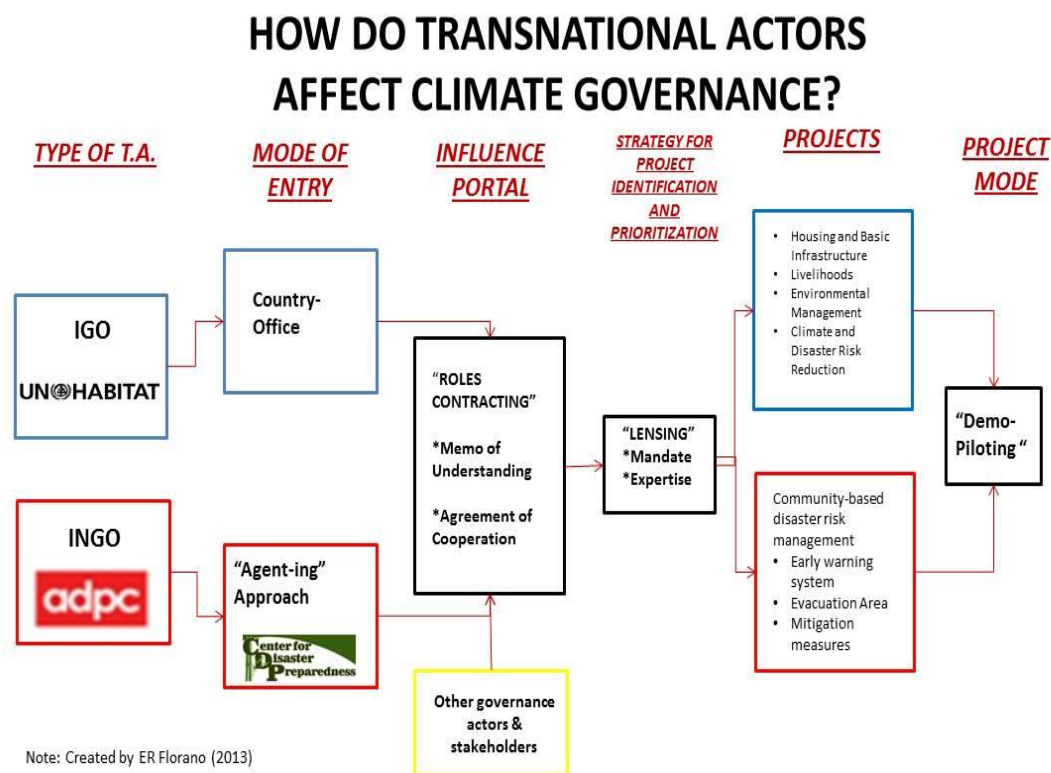 HOW DO TRANSNATIONAL ACTORS
AFFECT CLIMATE GOVERNANCE?
TYPE OF T.A.
MODE OF
ENTRY
INFLUENCE
PORTAL
STRATEGY FOR
PROJECT
IDENTIFICATION
AND
PRIORITIZATION
PROJECTS
PROJECT
MODE
IGO
UN HABITAT
Country-
Office
"ROLES
CONTRACTING"
*Memo of
Understanding
*Agreement of
Cooperation
"LENSING"
*Mandate
*Expertise
• Housing and Basic
Infrastructure
• Livelihoods
• Environmental
Management
• Climate and
Disaster Risk
Reduction
"Demo-
Piloting "
INGO
adpc
"Agent-ing"
Approach
Center for
Disaster
Preparedness
Other governance
actors &
stakeholders
Community-based
disaster risk
management
• Early warning
system
• Evacuation Area
• Mitigation
measures
Note: Created by ER Florano (2013)